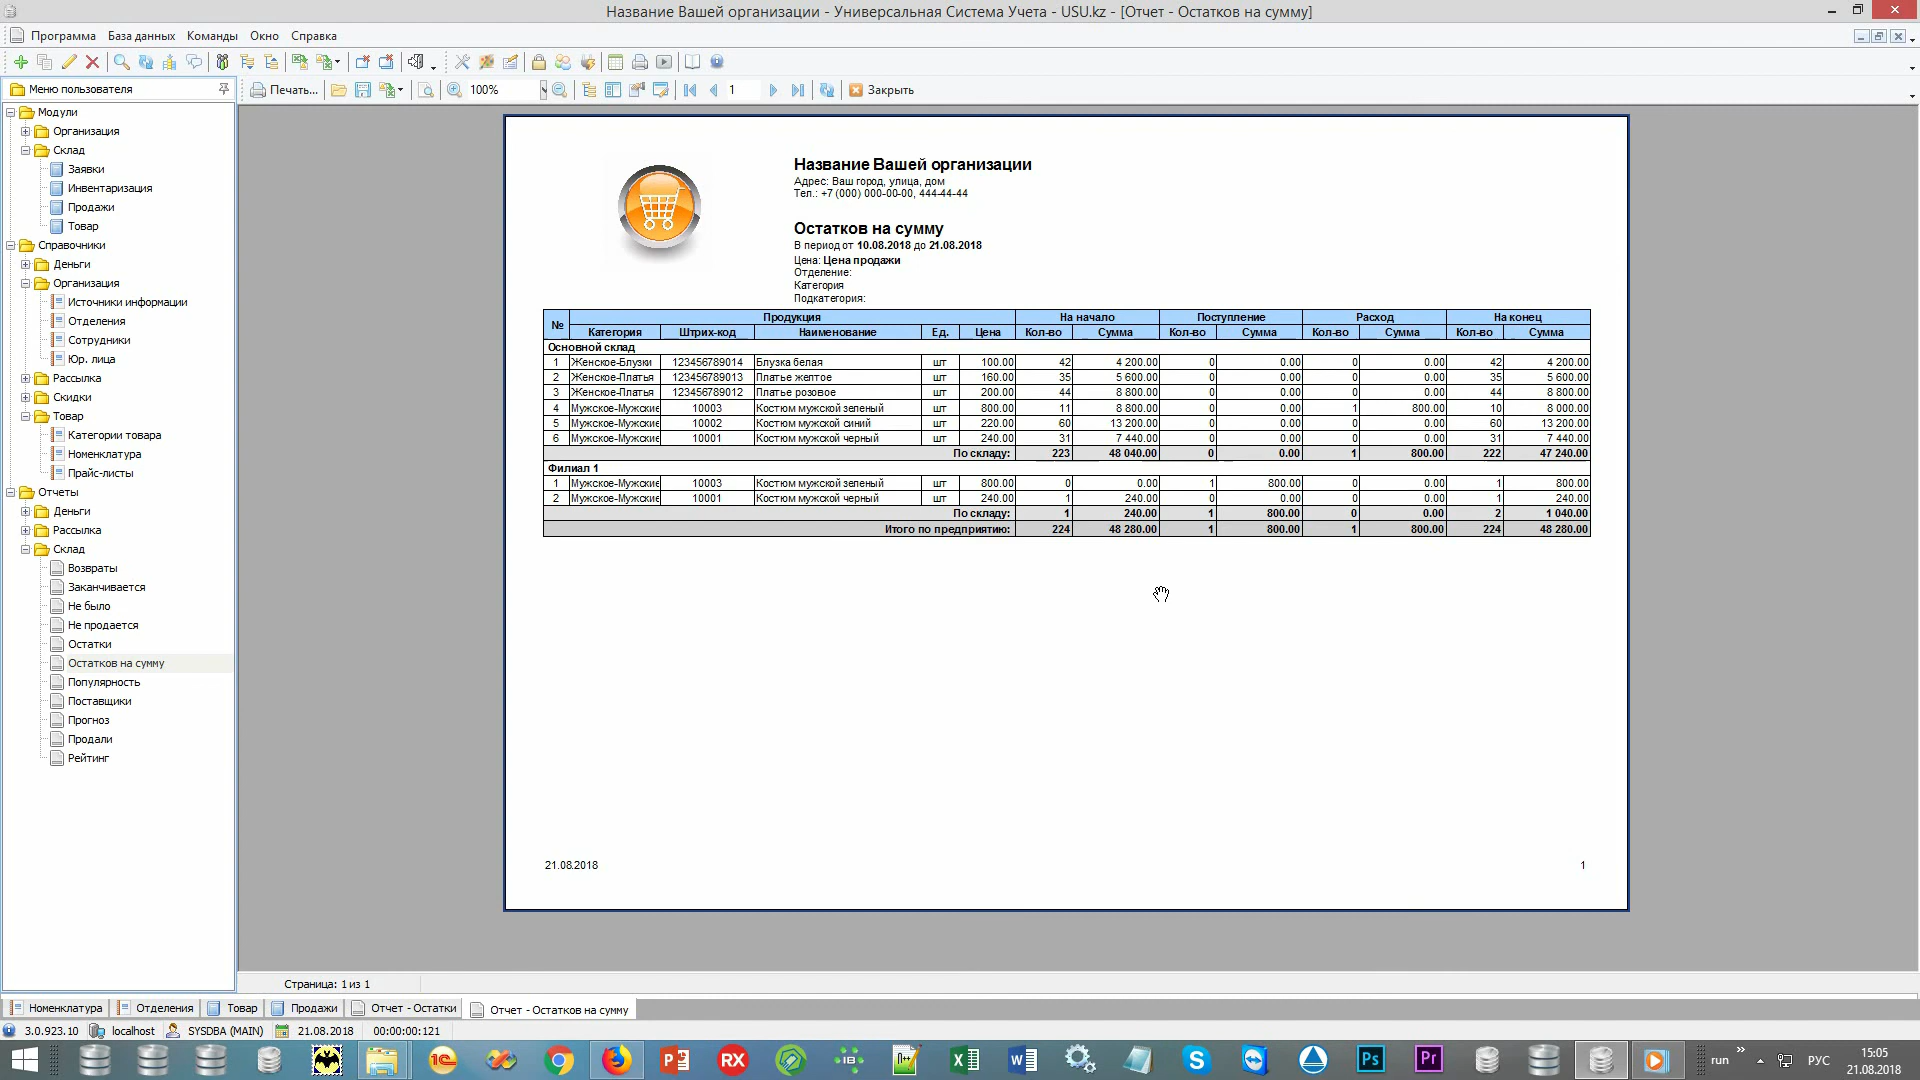 Название Вашей организации - Универсальная Система Учета - USU.kz - [Отчет - Остатков на сумму]
Программа База данных Команды Окно Справка
Меню пользователя
Печать... 100% 1 Закрыть
Модули
Организация
Склад
Заявки
Инвентаризация
Продажи
Товар
Справочники
Деньги
Организация
Источники информации
Отделения
Сотрудники
Юр. лица
Рассылка
Скидки
Товар
Категории товара
Номенклатура
Прайс-листы
Отчеты
Деньги
Рассылка
Склад
Возвраты
Заканчивается
Не было
Не продается
Остатки
Остатков на сумму
Популярность
Поставщики
Прогноз
Продали
Рейтинг
Название Вашей организации
Адрес: Ваш город, улица, дом
Тел.: +7 (000) 000-00-00, 444-44-44
Остатков на сумму
В период от 10.08.2018 до 21.08.2018
Цена: Цена продажи
Отделение:
Категория
Подкатегория:
№ Продукция На начало Поступление Расход На конец
Категория Штрих-код Наименование Ед. Цена Кол-во Сумма Кол-во Сумма Кол-во Сумма Кол-во Сумма
Основной склад
1 Женское-Блузки 123456789014 Блузка белая шт 100.00 42 4 200.00 0 0.00 0 0.00 42 4 200.00
2 Женское-Платья 123456789013 Платье желтое шт 160.00 35 5 600.00 0 0.00 0 0.00 35 5 600.00
3 Женское-Платья 123456789012 Платье розовое шт 200.00 44 8 800.00 0 0.00 0 0.00 44 8 800.00
4 Мужское-Мужские 10003 Костюм мужской зеленый шт 800.00 11 8 800.00 0 0.00 1 800.00 10 8 000.00
5 Мужское-Мужские 10002 Костюм мужской синий шт 220.00 60 13 200.00 0 0.00 0 0.00 60 13 200.00
6 Мужское-Мужские 10001 Костюм мужской черный шт 240.00 31 7 440.00 0 0.00 0 0.00 31 7 440.00
По складу: 223 48 040.00 0 0.00 1 800.00 222 47 240.00
Филиал 1
1 Мужское-Мужские 10003 Костюм мужской зеленый шт 800.00 0 0.00 1 800.00 0 0.00 1 800.00
2 Мужское-Мужские 10001 Костюм мужской черный шт 240.00 1 240.00 0 0.00 0 0.00 1 240.00
По складу: 1 240.00 1 800.00 0 0.00 2 1 040.00
Итого по предприятию: 224 48 280.00 1 800.00 1 800.00 224 48 280.00
21.08.2018 1
Страница: 1 из 1
Номенклатура Отделения Товар Продажи Отчет - Остатки Отчет - Остатков на сумму
3.0.923.10 localhost SYSDBA (MAIN) 21.08.2018 00:00:00:121
run РУС 15:05
21.08.2018